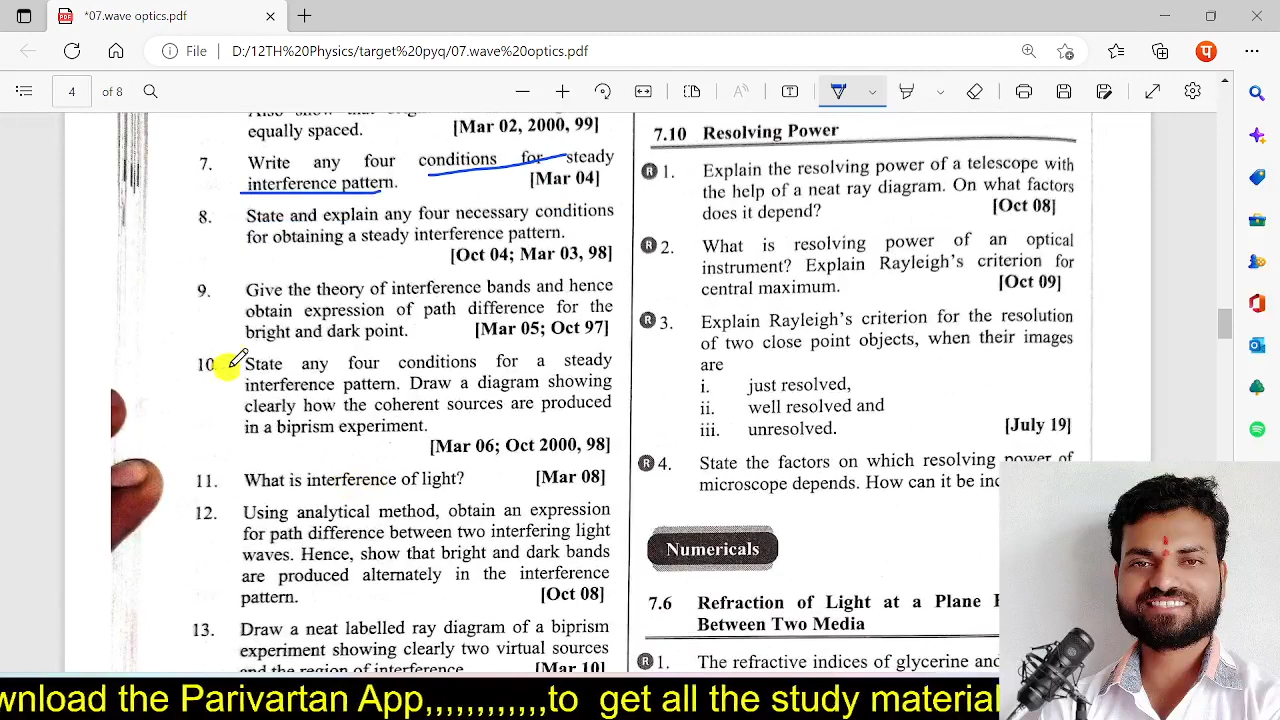 *07.wave optics.pdf
File
D:/12TH%20Physics/target%20pyq/07.wave%20optics.pdf
प
4 of 8
equally spaced. [Mar 02, 2000, 99]
7. Write any four conditions for steady
interference pattern. [Mar 04]
8. State and explain any four necessary conditions
for obtaining a steady interference pattern.
[Oct 04; Mar 03, 98]
9. Give the theory of interference bands and hence
obtain expression of path difference for the
bright and dark point. [Mar 05; Oct 97]
10 State any four conditions for a steady
interference pattern. Draw a diagram showing
clearly how the coherent sources are produced
in a biprism experiment.
[Mar 06; Oct 2000, 98]
11. What is interference of light? [Mar 08]
12. Using analytical method, obtain an expression
for path difference between two interfering light
waves. Hence, show that bright and dark bands
are produced alternately in the interference
pattern. [Oct 08]
13. Draw a neat labelled ray diagram of a biprism
experiment showing clearly two virtual sources
and the region of interference. [Mar 10]
7.10 Resolving Power
R 1. Explain the resolving power of a telescope with
the help of a neat ray diagram. On what factors
does it depend? [Oct 08]
R 2. What is resolving power of an optical
instrument? Explain Rayleigh's criterion for
central maximum. [Oct 09]
R 3. Explain Rayleigh's criterion for the resolution
of two close point objects, when their images
are
i. just resolved,
ii. well resolved and
iii. unresolved. [July 19]
R 4. State the factors on which resolving power of
microscope depends. How can it be
Numericals
7.6 Refraction of Light at a Plane
Between Two Media
R 1. The refractive indices of glycerine and
wnload the Parivartan App,,,,,,,,,,,,to get all the study material